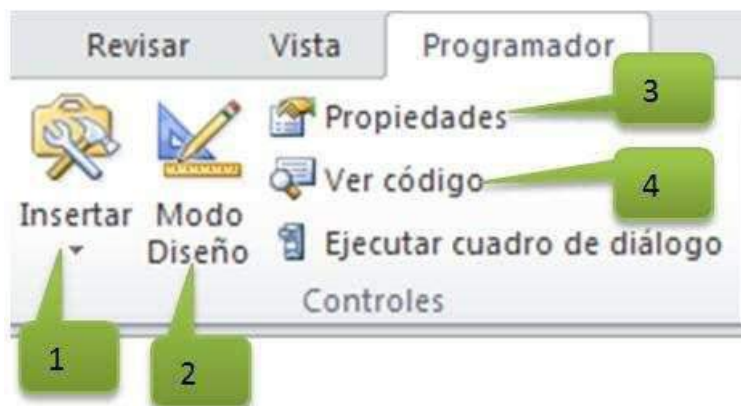 Revisar Vista Programador
Propiedades 3
Ver código 4
Insertar Modo Diseño
Ejecutar cuadro de diálogo
Controles
1 2